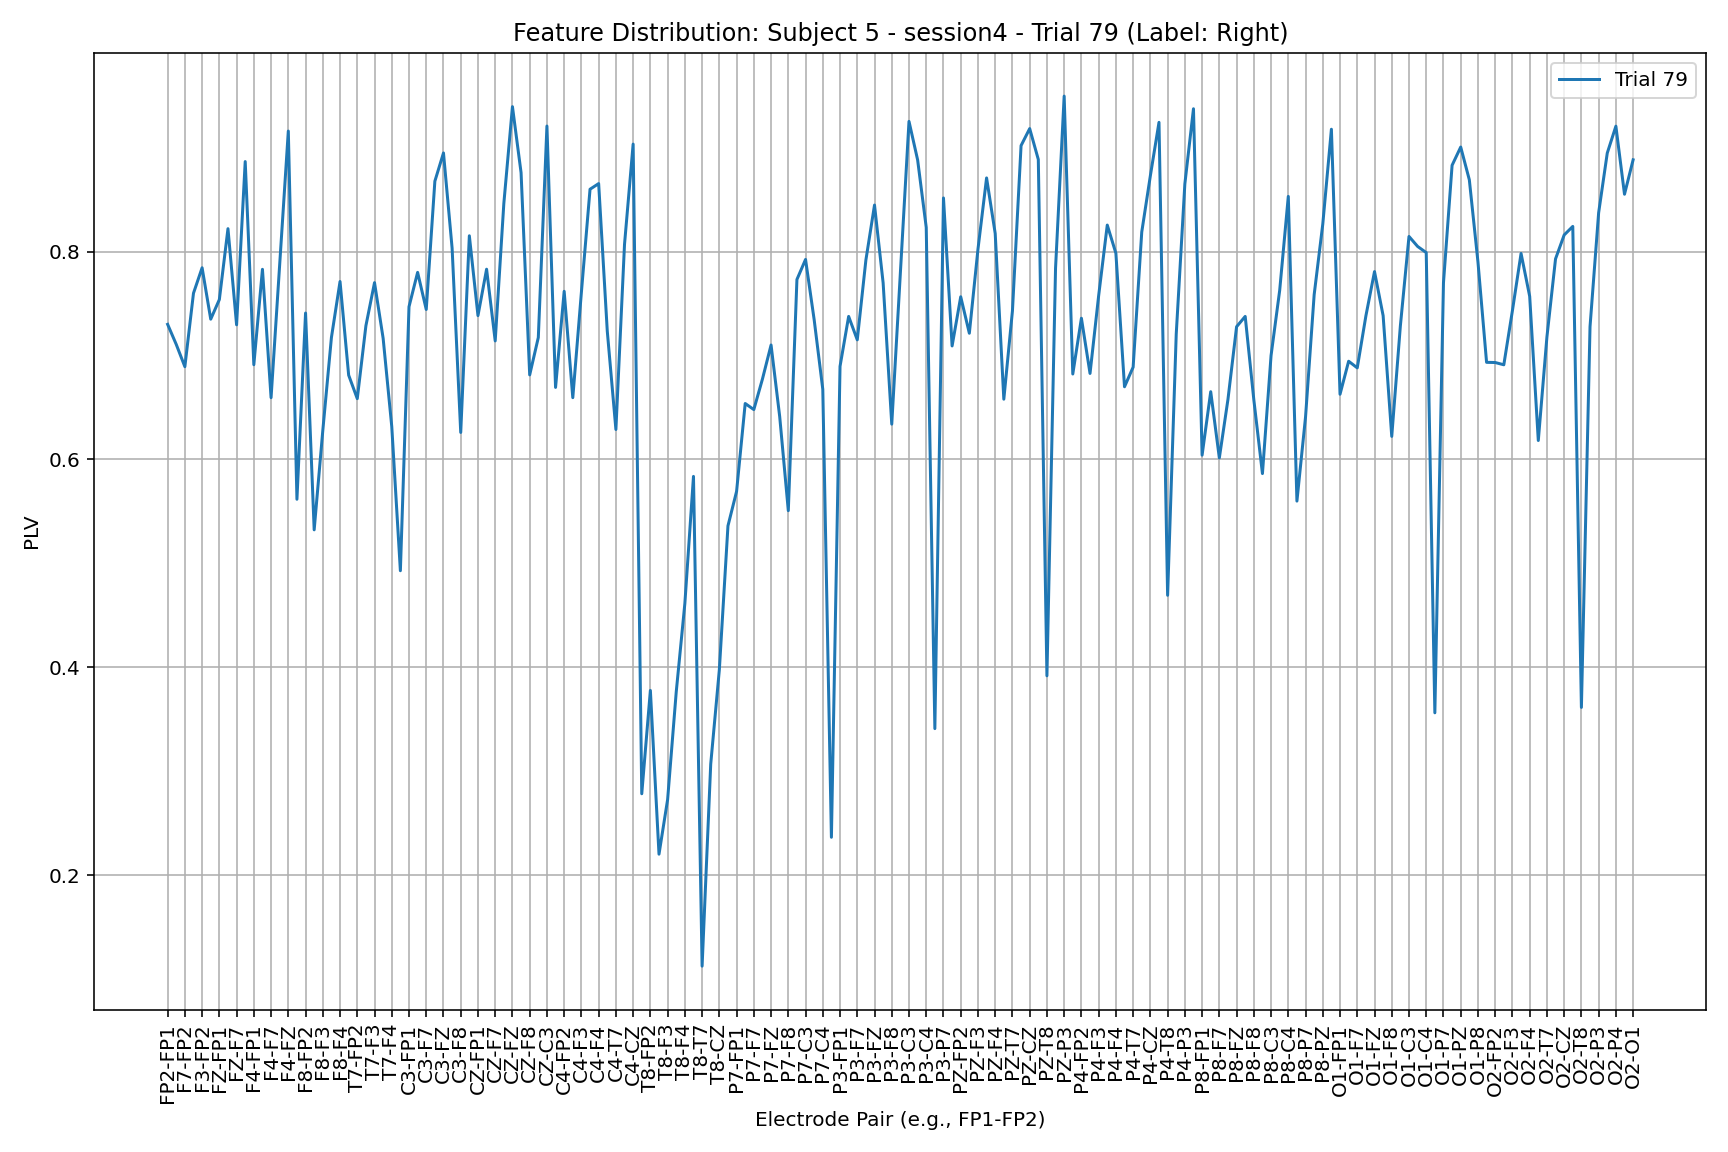 Feature Distribution: Subject 5 - session4 - Trial 79 (Label: Right)
Trial 79
PLV
0.8
0.6
0.4
0.2
FP2-FP1
F7-FP2
F3-FP2
FZ-FP1
FZ-F7
F4-FP1
F4-F7
F4-FZ
F8-FP2
F8-F3
F8-F4
T7-FP2
T7-F3
T7-F4
C3-FP1
C3-F7
C3-FZ
C3-F8
CZ-FP1
CZ-F7
CZ-FZ
CZ-F8
CZ-C3
C4-FP2
C4-F3
C4-F4
C4-T7
C4-CZ
T8-FP2
T8-F3
T8-F4
T8-T7
T8-CZ
P7-FP1
P7-F7
P7-FZ
P7-F8
P7-C3
P7-C4
P3-FP1
P3-F7
P3-FZ
P3-F8
P3-C3
P3-C4
P3-P7
PZ-FP2
PZ-F3
PZ-F4
PZ-T7
PZ-CZ
PZ-T8
PZ-P3
P4-FP2
P4-F3
P4-F4
P4-T7
P4-CZ
P4-T8
P4-P3
P8-FP1
P8-F7
P8-FZ
P8-F8
P8-C3
P8-C4
P8-P7
P8-PZ
O1-FP1
O1-F7
O1-FZ
O1-F8
O1-C3
O1-C4
O1-P7
O1-PZ
O1-P8
O2-FP2
O2-F3
O2-F4
O2-T7
O2-CZ
O2-T8
O2-P3
O2-P4
O2-O1
Electrode Pair (e.g., FP1-FP2)